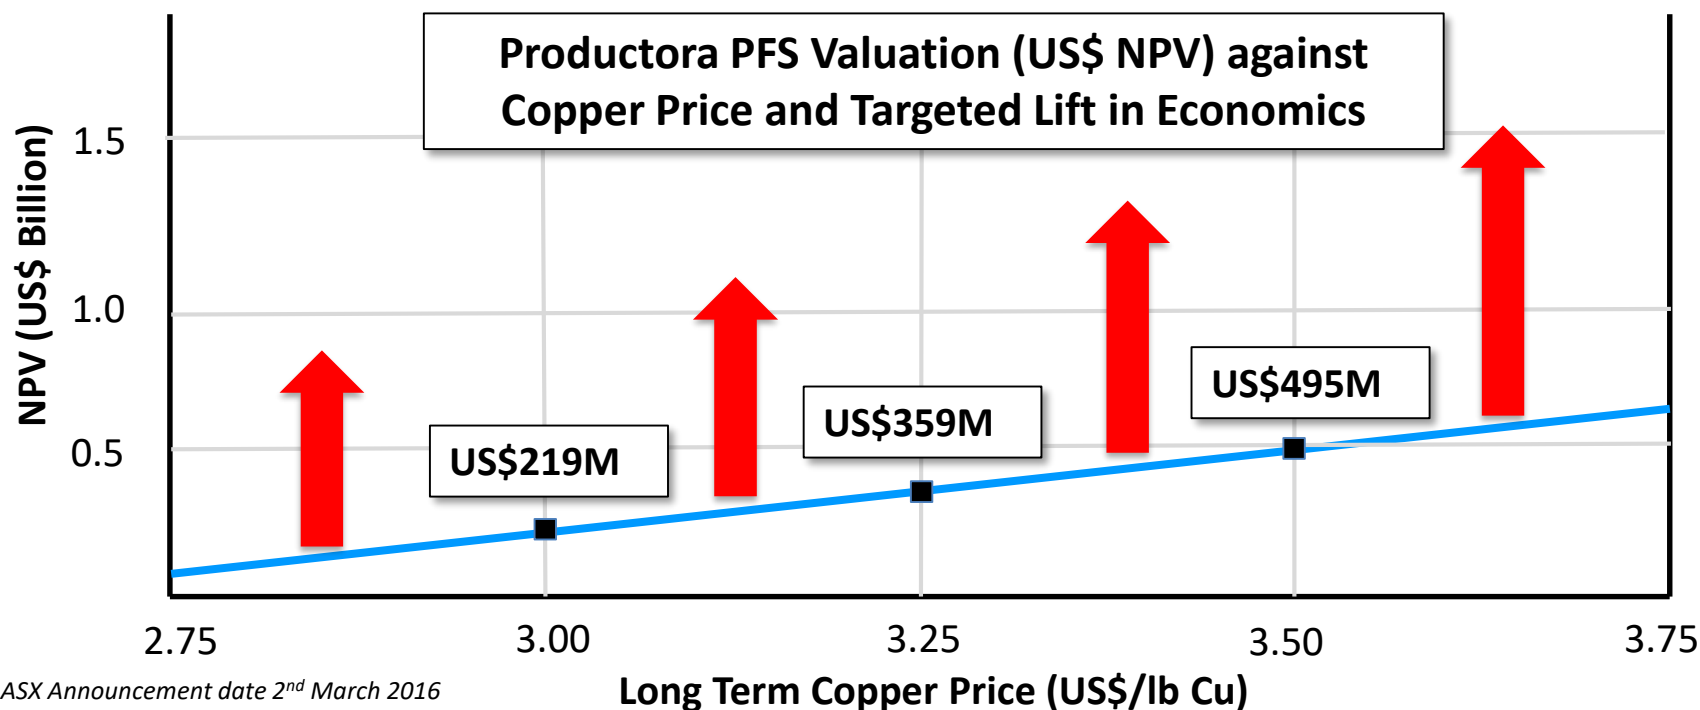 Productora PFS Valuation (US$ NPV) against
Copper Price and Targeted Lift in Economics
NPV (US$ Billion)
1.5
1.0
0.5
US$219M
US$359M
US$495M
2.75
3.00
3.25
3.50
3.75
Long Term Copper Price (US$/lb Cu)
ASX Announcement date 2nd March 2016